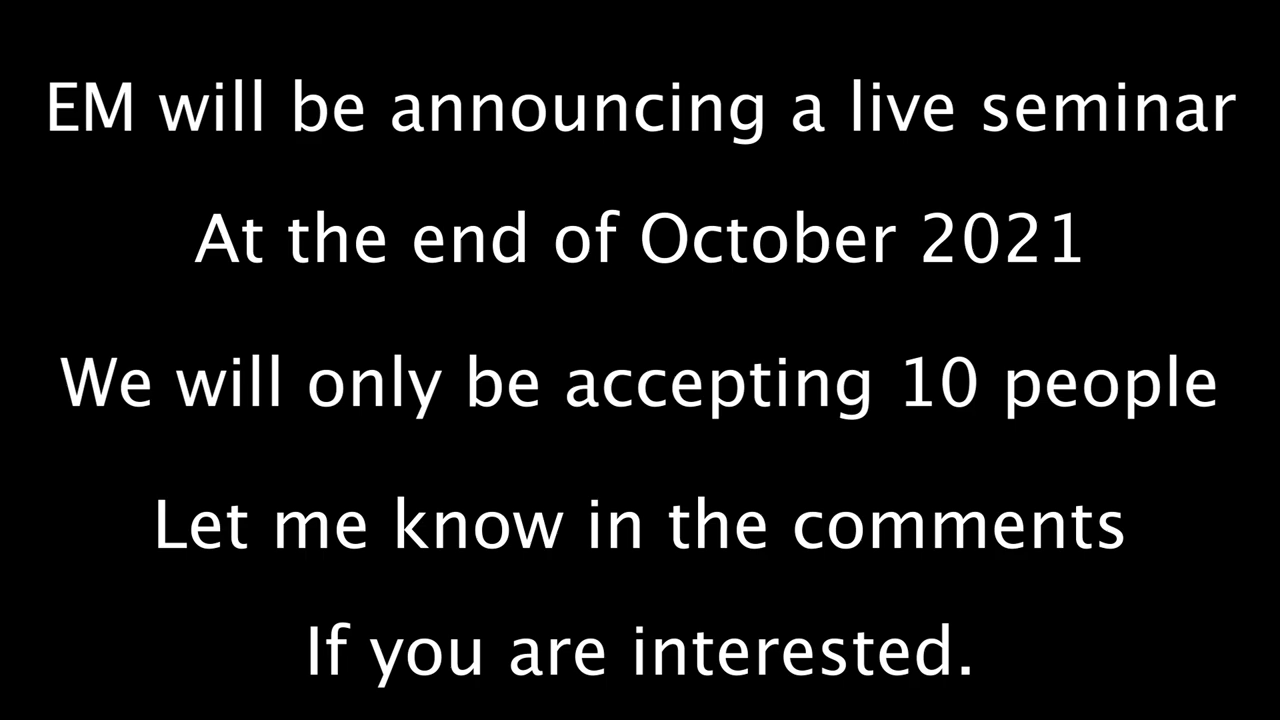 EM will be announcing a live seminar
At the end of October 2021
We will only be accepting 10 people
Let me know in the comments
If you are interested.